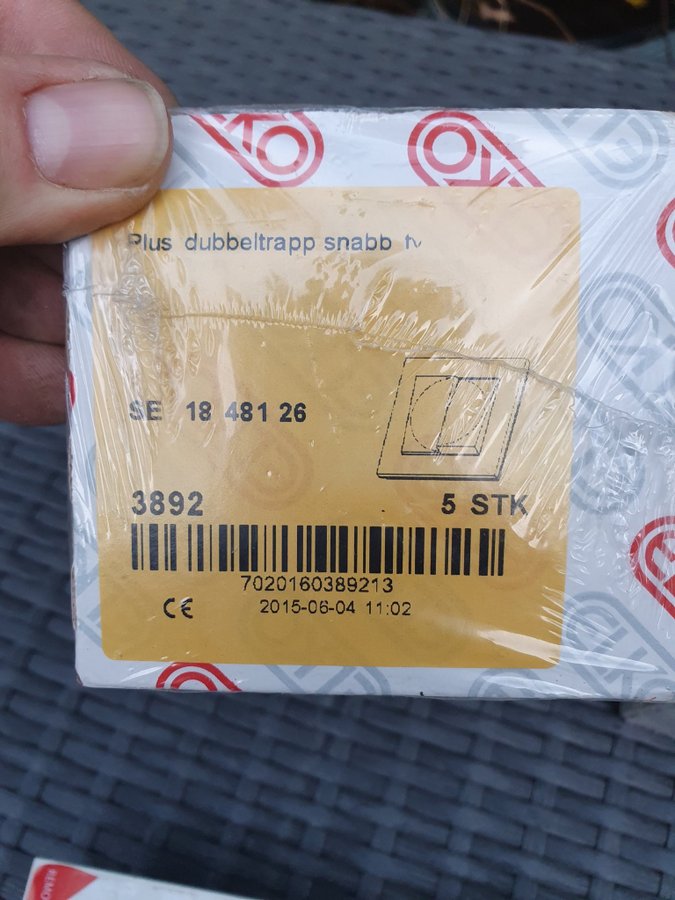 Plus dubbeltrapp snabb
SE 18 481 26
3892
5 STK
7020160389213
CE 2015-06-04 11:02